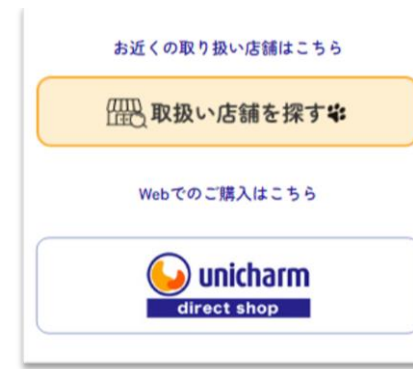 お近くの取り扱い店舗はこちら
取扱い店舗を探す
Webでのご購入はこちら
unicharm
direct shop